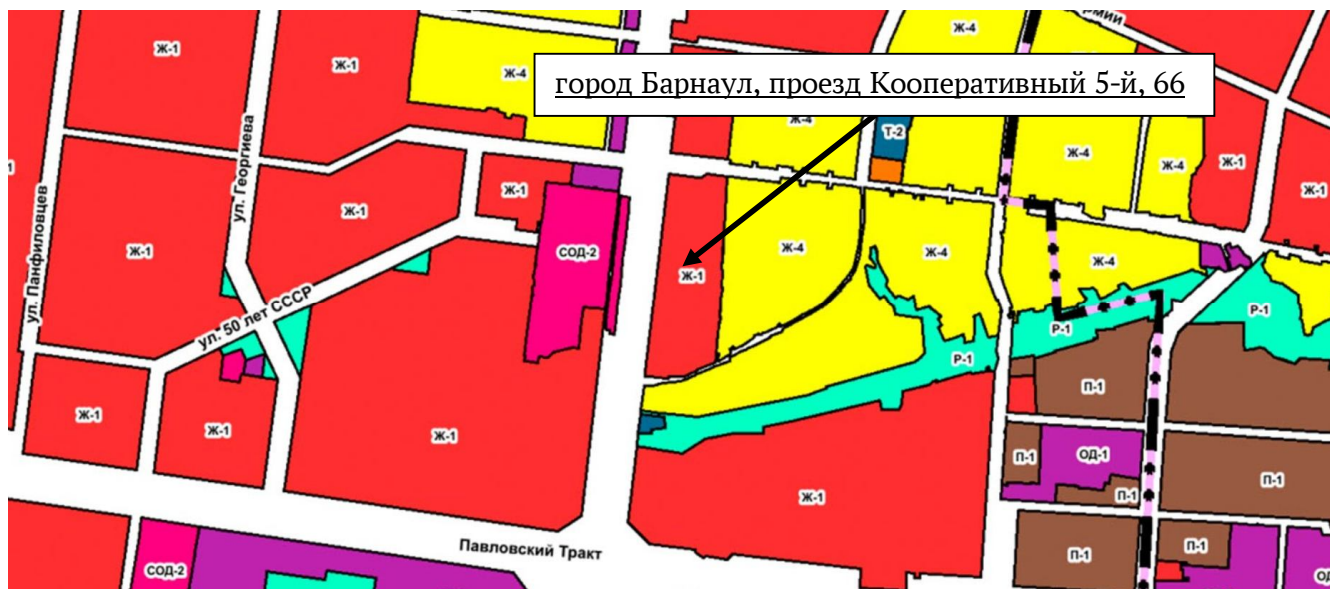 Ж-1
Ж-1
Ж-4
Ж-4
Армии
город Барнаул, проезд Кооперативный 5-й, 66
Ж-4
Т-2
Ж-4
Ж-4
Ж-1
Ж-1
ул. Георгиева
ул. Панфиловцев
Ж-1
Ж-1
Ж-1
СОД-2
Ж-1
Ж-4
Ж-4
Ж-4
ул. 50 лет СССР
Р-1
Р-1
Р-1
П-1
Ж-1
Ж-1
Ж-1
П-1
ОД-1
П-1
П-1
Ж-1
Павловский Тракт
П-1
П-1
СОД-2